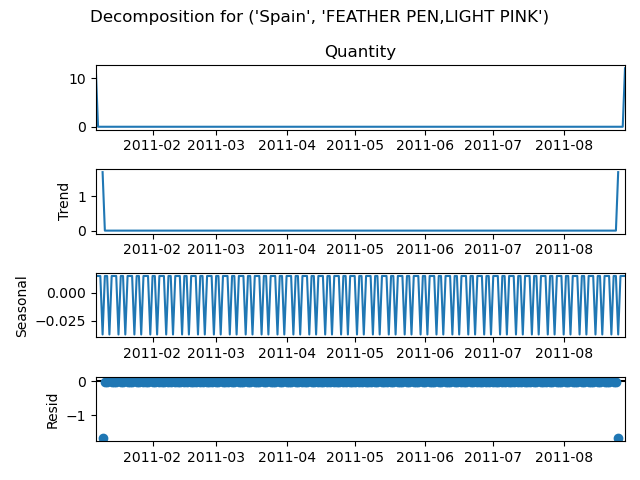 Decomposition for ('Spain', 'FEATHER PEN,LIGHT PINK')
Quantity
10
0
2011-02 2011-03 2011-04 2011-05 2011-06 2011-07 2011-08
Trend
1
0
2011-02 2011-03 2011-04 2011-05 2011-06 2011-07 2011-08
Seasonal
0.000
−0.025
2011-02 2011-03 2011-04 2011-05 2011-06 2011-07 2011-08
Resid
0
−1
2011-02 2011-03 2011-04 2011-05 2011-06 2011-07 2011-08